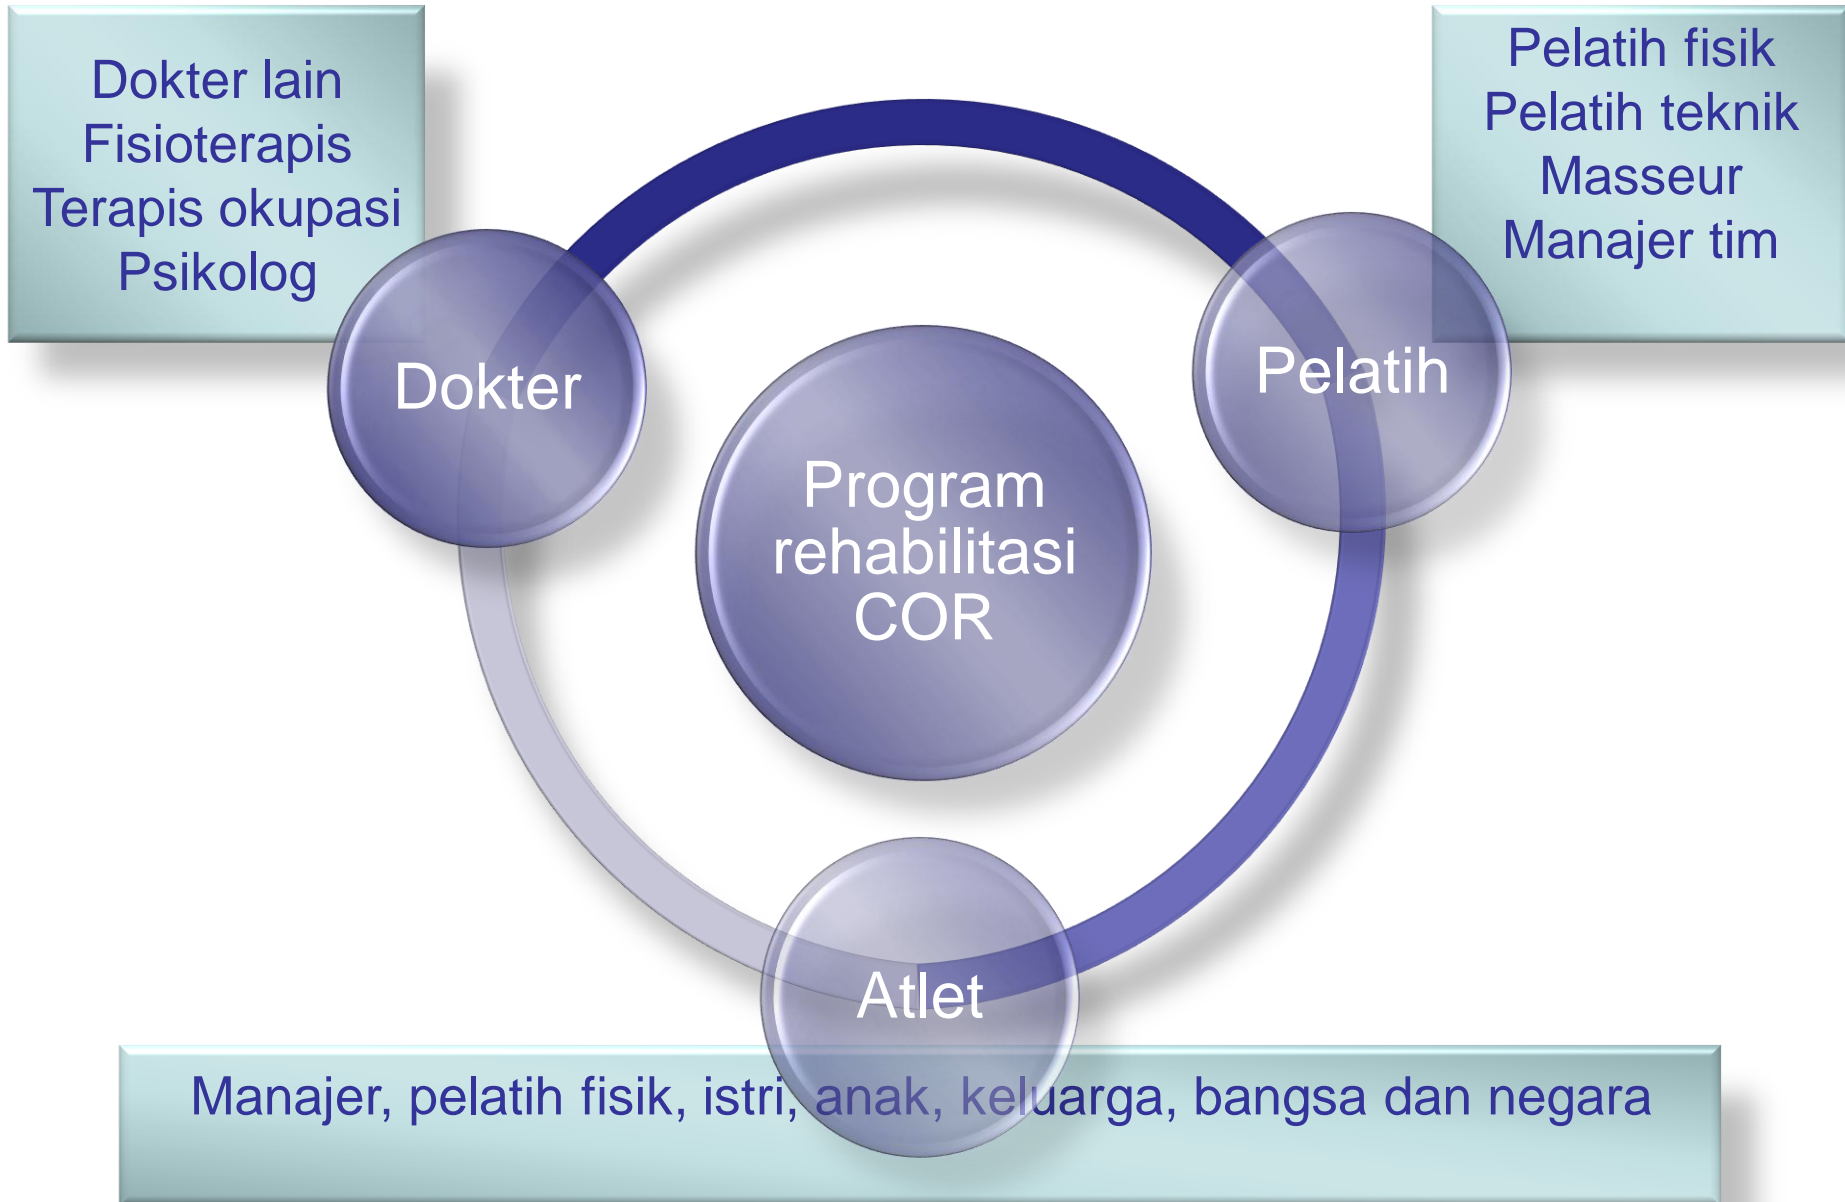 Dokter lain
Fisioterapis
Terapis okupasi
Psikolog
Dokter
Pelatih fisik
Pelatih teknik
Masseur
Manajer tim
Pelatih
Program
rehabilitasi
COR
Atlet
Manajer, pelatih fisik, istri, anak, keluarga, bangsa dan negara